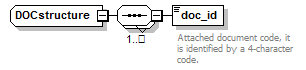 DOCstructure
doc_id
1..□
Attached document code, it
is identified by a 4-character
code.